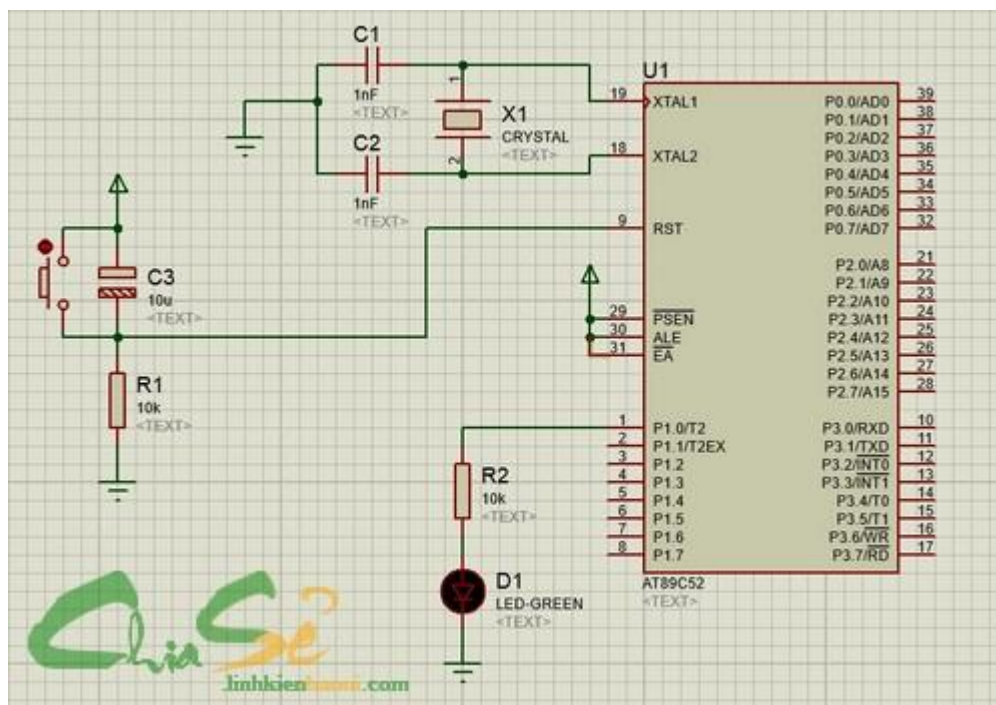 C1
1nF
<TEXT>
C2
1nF
<TEXT>
1
2
X1
CRYSTAL
<TEXT>
C3
10u
<TEXT>
R1
10k
<TEXT>
R2
10k
<TEXT>
D1
LED-GREEN
<TEXT>
U1
19 XTAL1
18 XTAL2
9 RST
29 PSEN
30 ALE
31 EA
1 P1.0/T2
2 P1.1/T2EX
3 P1.2
4 P1.3
5 P1.4
6 P1.5
7 P1.6
8 P1.7
P0.0/AD0 39
P0.1/AD1 38
P0.2/AD2 37
P0.3/AD3 36
P0.4/AD4 35
P0.5/AD5 34
P0.6/AD6 33
P0.7/AD7 32
P2.0/A8 21
P2.1/A9 22
P2.2/A10 23
P2.3/A11 24
P2.4/A12 25
P2.5/A13 26
P2.6/A14 27
P2.7/A15 28
P3.0/RXD 10
P3.1/TXD 11
P3.2/INT0 12
P3.3/INT1 13
P3.4/T0 14
P3.5/T1 15
P3.6/WR 16
P3.7/RD 17
AT89C52
<TEXT>
Chia Sẻ
.linhkienhanoi.com